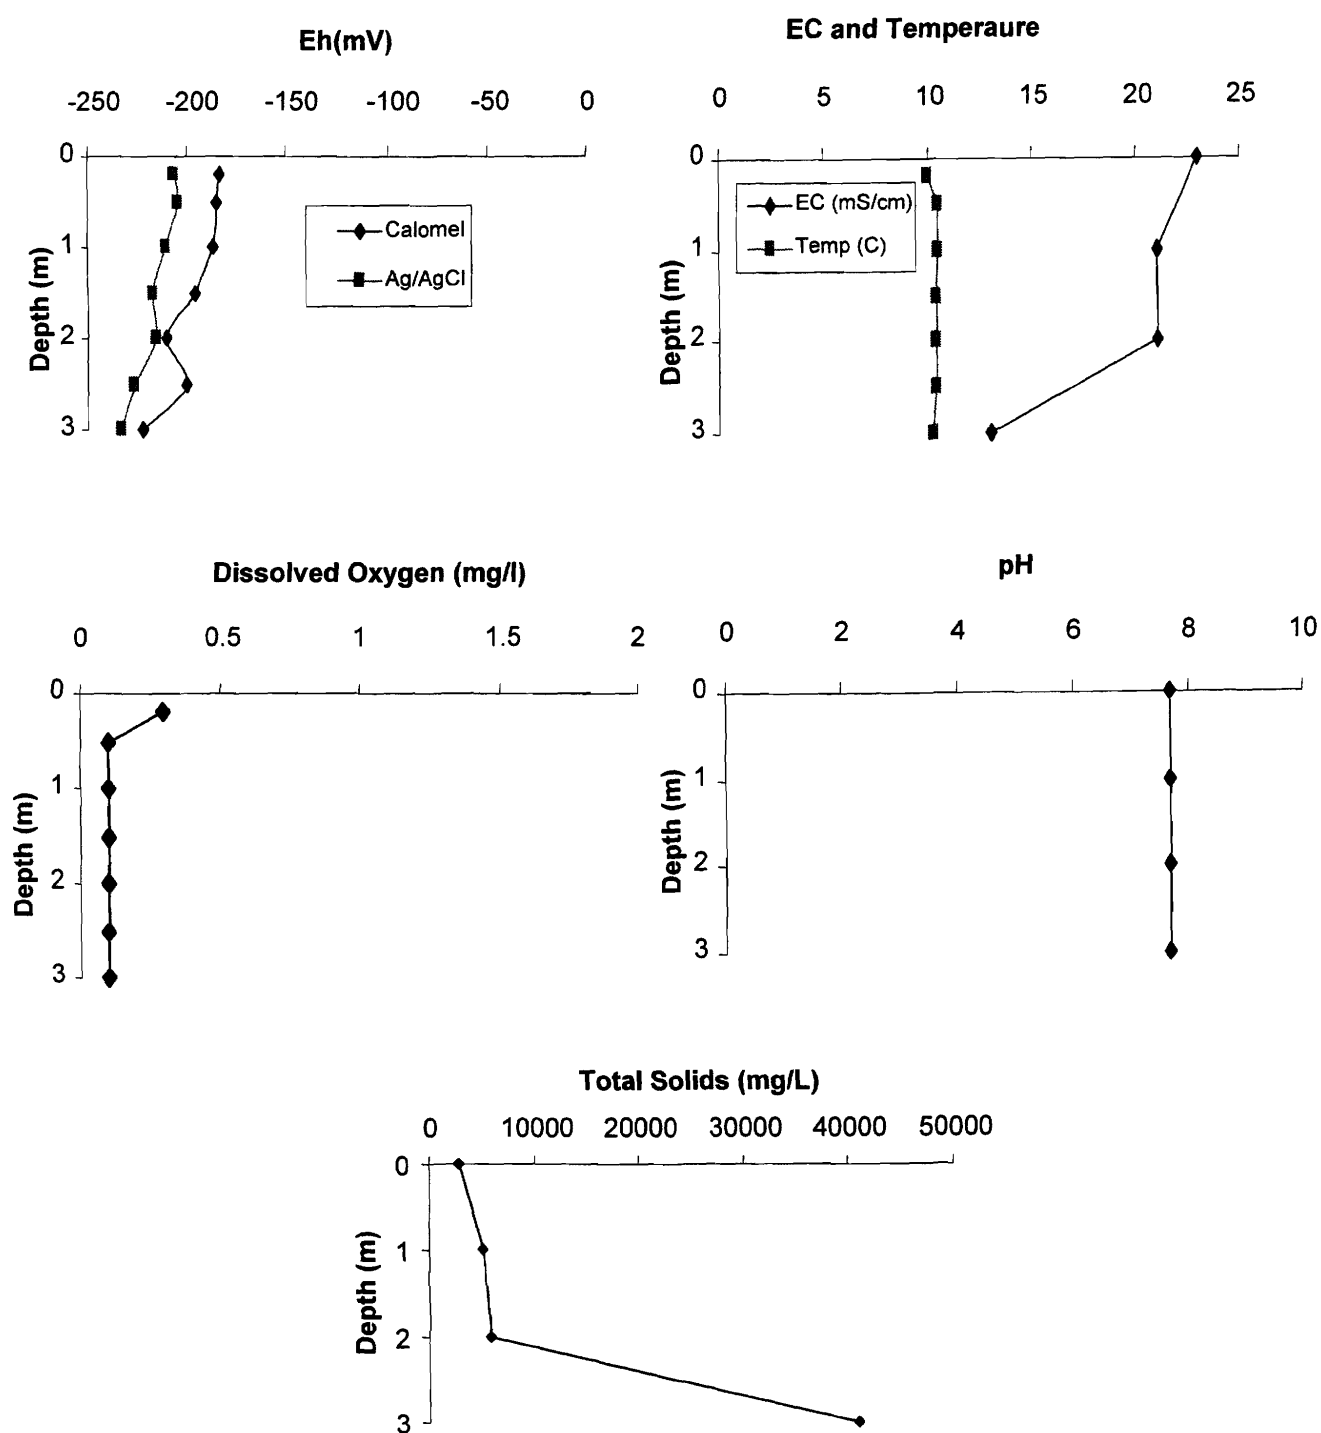 Eh(mV)
-250 -200 -150 -100 -50 0
0
1
2
3
Depth (m)
Calomel
Ag/AgCl
EC and Temperaure
0 5 10 15 20 25
0
1
2
3
Depth (m)
EC (mS/cm)
Temp (C)
Dissolved Oxygen (mg/l)
0 0.5 1 1.5 2
0
1
2
3
Depth (m)
pH
0 2 4 6 8 10
0
1
2
3
Depth (m)
Total Solids (mg/L)
0 10000 20000 30000 40000 50000
0
1
2
3
Depth (m)